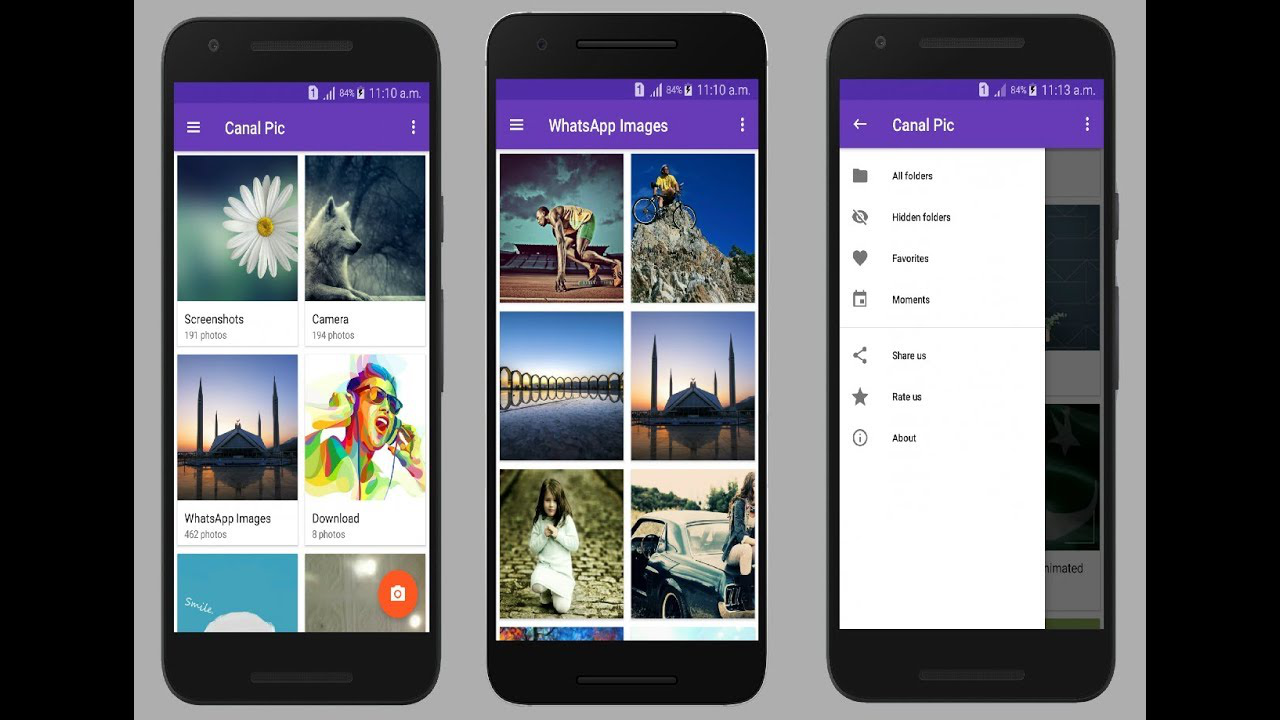 1 84% 11:10 a.m.
Canal Pic
Screenshots
191 photos
Camera
194 photos
WhatsApp Images
462 photos
Download
8 photos
Smile
1 84% 11:10 a.m.
WhatsApp Images
1 84% 11:13 a.m.
Canal Pic
All folders
Hidden folders
Favorites
Moments
Share us
Rate us
About
nimated